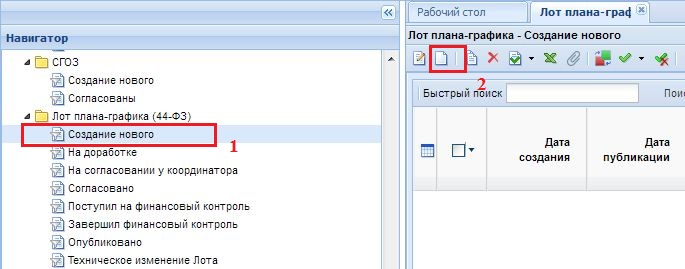 Навигатор
СГОЗ
Создание нового
Согласованы
Лот плана-графика (44-ФЗ)
Создание нового
1
На доработке
На согласовании у координатора
Согласовано
Поступил на финансовый контроль
Завершил финансовый контроль
Опубликовано
Техническое изменение Лота
Рабочий стол
Лот плана-граф
Лот плана-графика - Создание нового
2
Быстрый поиск
Пои
Дата создания
Дата публикации